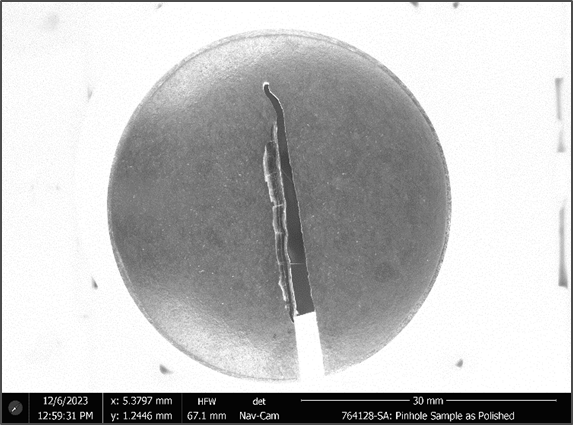 12/6/2023 x: 5.3797 mm HFW det 30 mm
12:59:31 PM y: 1.2446 mm 67.1 mm Nav-Cam 764128-SA: Pinhole Sample as Polished